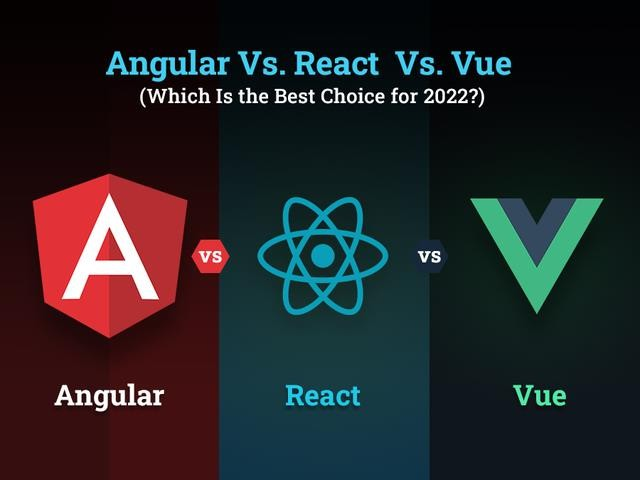 Angular Vs. React Vs. Vue
(Which Is the Best Choice for 2022?)
A
vs
vs
Angular
React
Vue